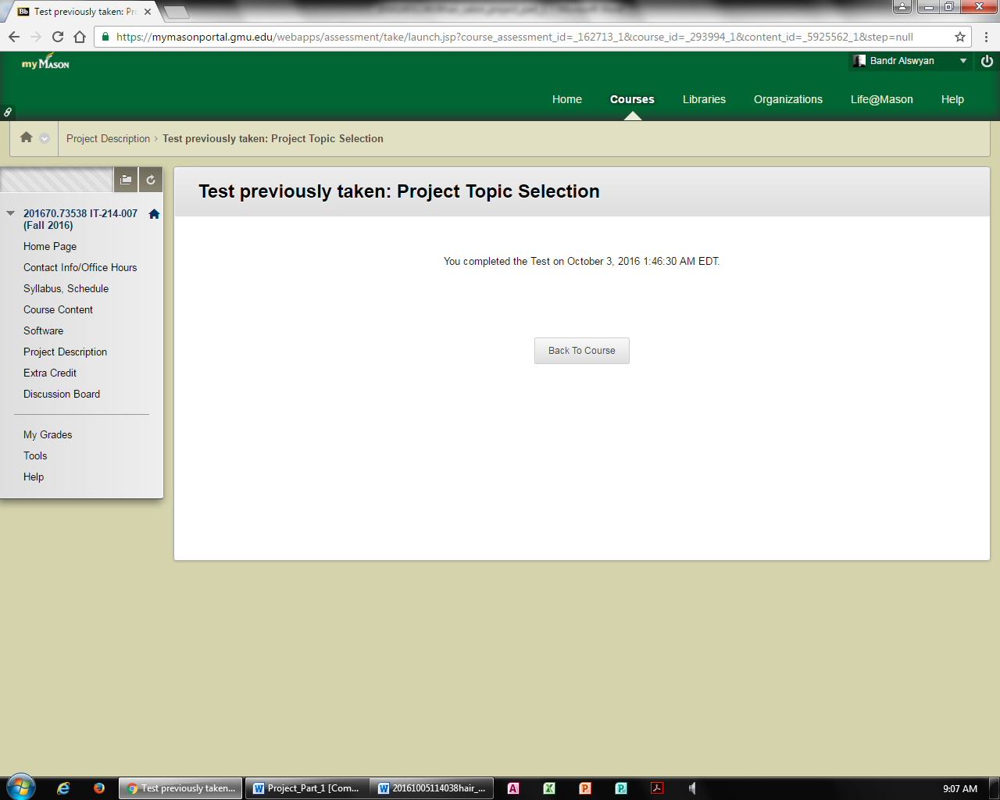 Bb Test previously taken: Pr
https://mymasonportal.gmu.edu/webapps/assessment/take/launch.jsp?course_assessment_id=_162713_1&course_id=_293994_1&content_id=_5925562_1&step=null
my MASON
Bandr Alswyan
Home Courses Libraries Organizations Life@Mason Help
Project Description > Test previously taken: Project Topic Selection
Test previously taken: Project Topic Selection
201670.73538 IT-214-007
(Fall 2016)
Home Page
Contact Info/Office Hours
Syllabus, Schedule
Course Content
Software
Project Description
Extra Credit
Discussion Board
My Grades
Tools
Help
You completed the Test on October 3, 2016 1:46:30 AM EDT.
Back To Course
Test previously taken... Project_Part_1 [Com... 20161005114038hair_... 9:07 AM